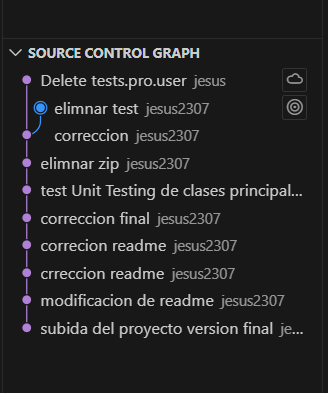 SOURCE CONTROL GRAPH
Delete tests.pro.user jesus
elimnar test jesus2307
correccion jesus2307
elimnar zip jesus2307
test Unit Testing de clases principal...
correccion final jesus2307
correcion readme jesus2307
crreccion readme jesus2307
modificacion de readme jesus2307
subida del proyecto version final je...